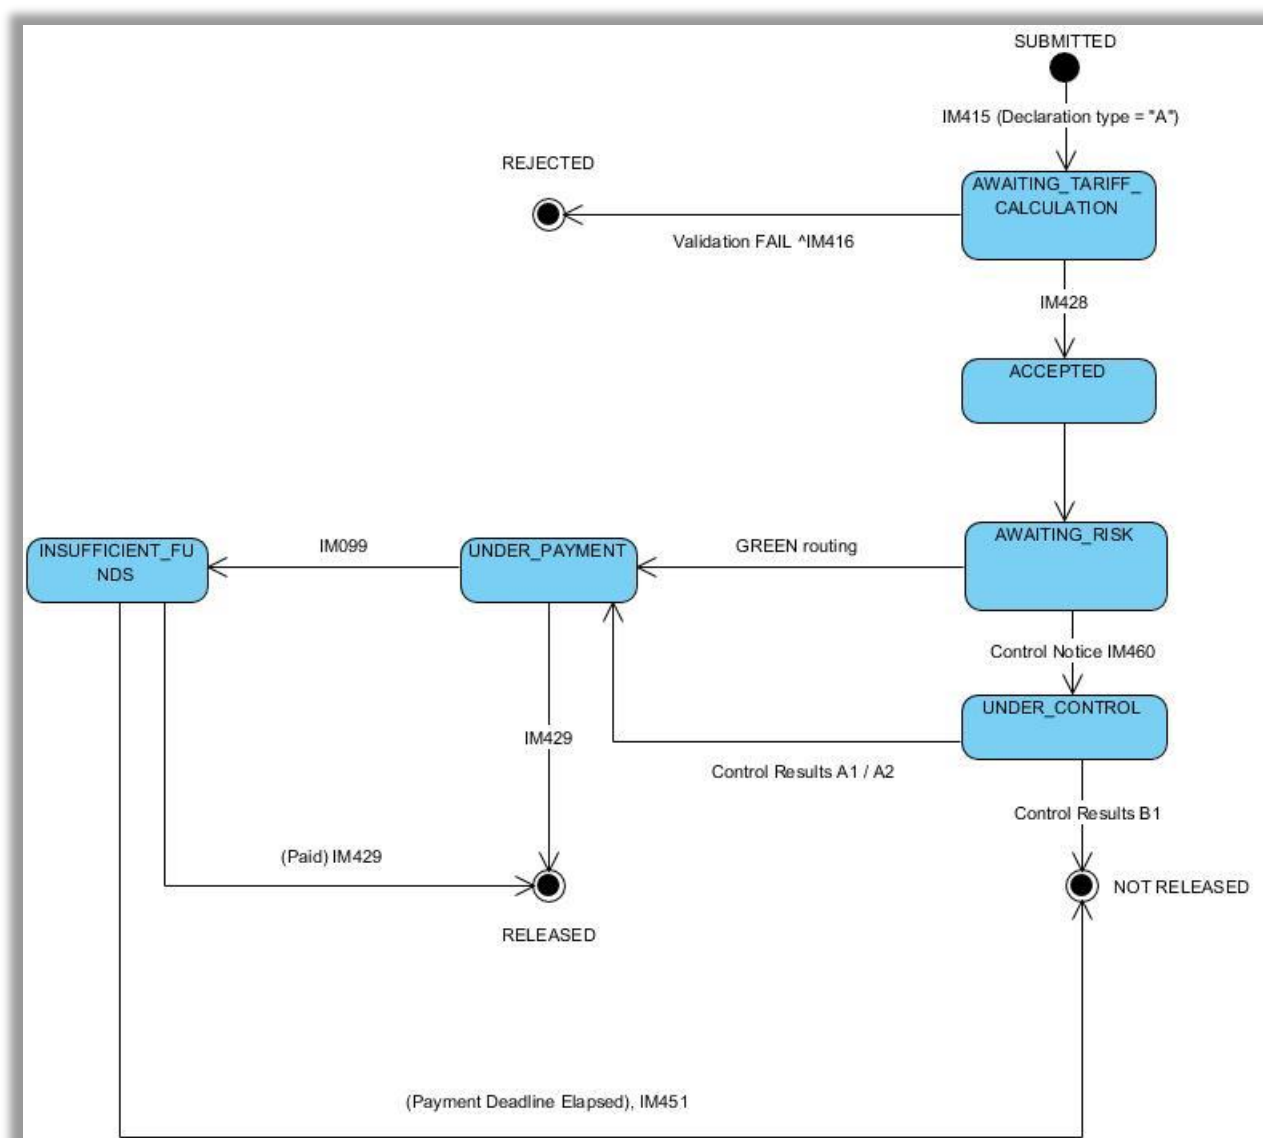 SUBMITTED
IM415 (Declaration type = "A")
REJECTED
AWAITING_TARIFF_
CALCULATION
Validation FAIL ^IM416
IM428
ACCEPTED
INSUFFICIENT_FU
NDS
IM099
UNDER_PAYMENT
GREEN routing
AWAITING_RISK
Control Notice IM460
UNDER_CONTROL
IM429
Control Results A1 / A2
Control Results B1
(Paid) IM429
NOT RELEASED
RELEASED
(Payment Deadline Elapsed), IM451